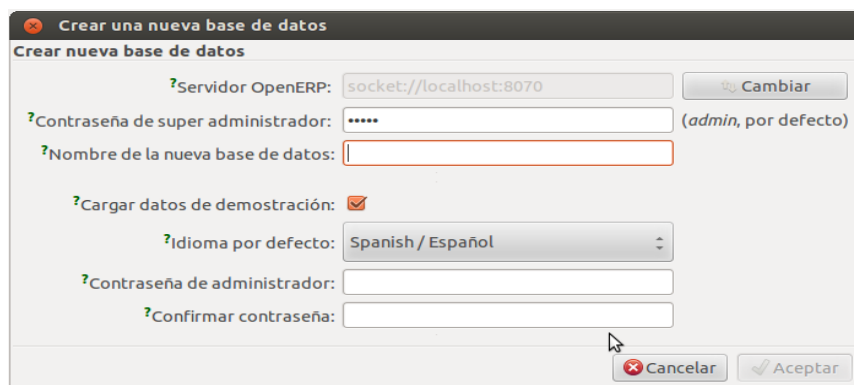 Crear una nueva base de datos
Crear nueva base de datos
?Servidor OpenERP: socket://localhost:8070 Cambiar
?Contraseña de super administrador: ••••• (admin, por defecto)
?Nombre de la nueva base de datos:
?Cargar datos de demostración:
?Idioma por defecto: Spanish / Español
?Contraseña de administrador:
?Confirmar contraseña:
Cancelar Aceptar